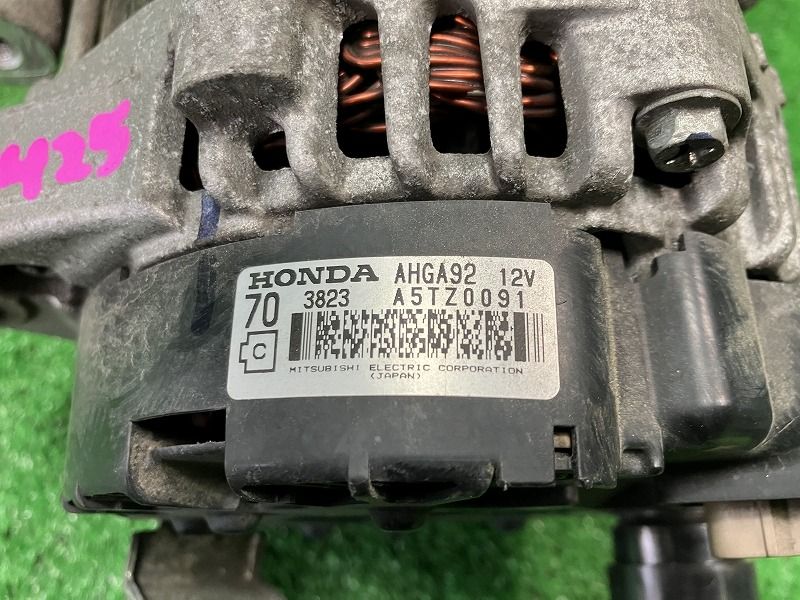 425
HONDA AHGA92 12V
70 3823 A5TZ0091
C
MITSUBISHI ELECTRIC CORPORATION
(JAPAN)